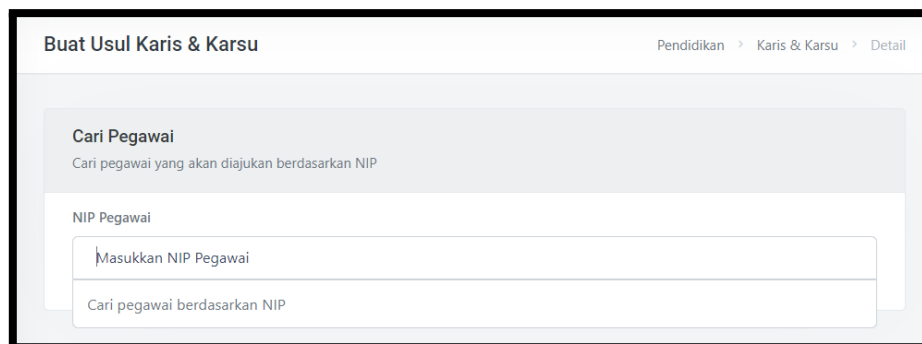 Buat Usul Karis & Karsu
Pendidikan > Karis & Karsu > Detail
Cari Pegawai
Cari pegawai yang akan diajukan berdasarkan NIP
NIP Pegawai
Masukkan NIP Pegawai
Cari pegawai berdasarkan NIP